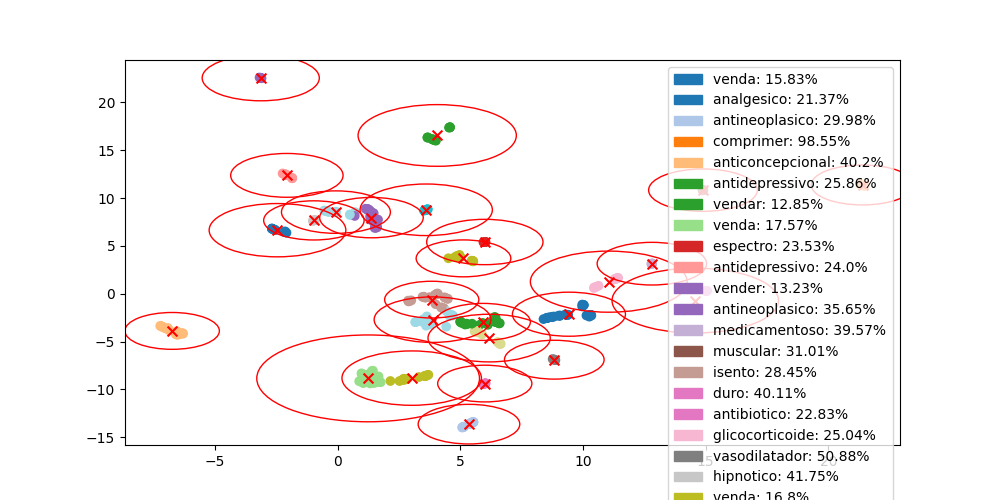 20
15
10
5
0
−5
−10
−15
−5
0
5
10
15
20
venda: 15.83%
analgesico: 21.37%
antineoplasico: 29.98%
comprimer: 98.55%
anticoncepcional: 40.2%
antidepressivo: 25.86%
vendar: 12.85%
venda: 17.57%
espectro: 23.53%
antidepressivo: 24.0%
vender: 13.23%
antineoplasico: 35.65%
medicamentoso: 39.57%
muscular: 31.01%
isento: 28.45%
duro: 40.11%
antibiotico: 22.83%
glicocorticoide: 25.04%
vasodilatador: 50.88%
hipnotico: 41.75%
venda: 16.8%